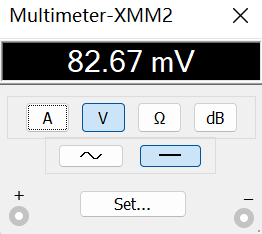 Multimeter-XMM2
82.67 mV
A V Ω dB
Set...
+ −